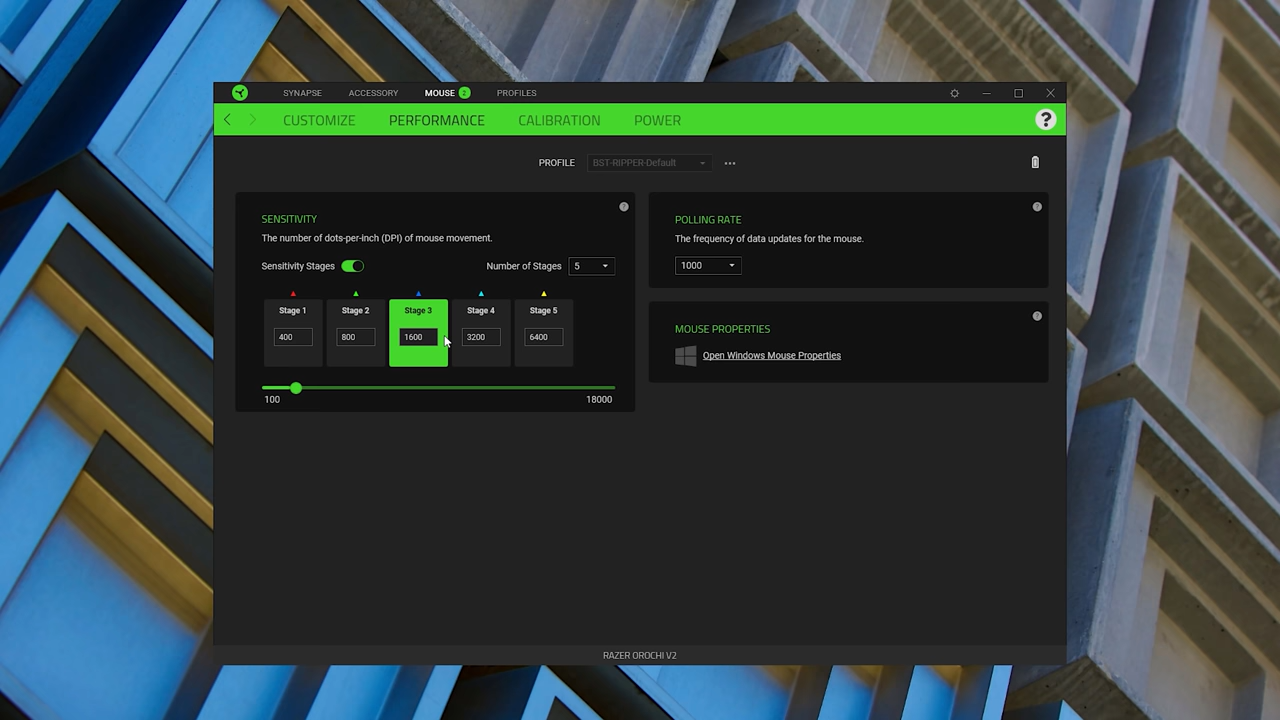 SYNAPSE ACCESSORY MOUSE 2 PROFILES
CUSTOMIZE PERFORMANCE CALIBRATION POWER ?
PROFILE BST-RIPPER-Default
SENSITIVITY ?
The number of dots-per-inch (DPI) of mouse movement.
Sensitivity Stages Number of Stages 5
Stage 1 Stage 2 Stage 3 Stage 4 Stage 5
400 800 1600 3200 6400
100 18000
POLLING RATE ?
The frequency of data updates for the mouse.
1000
MOUSE PROPERTIES ?
Open Windows Mouse Properties
RAZER OROCHI V2